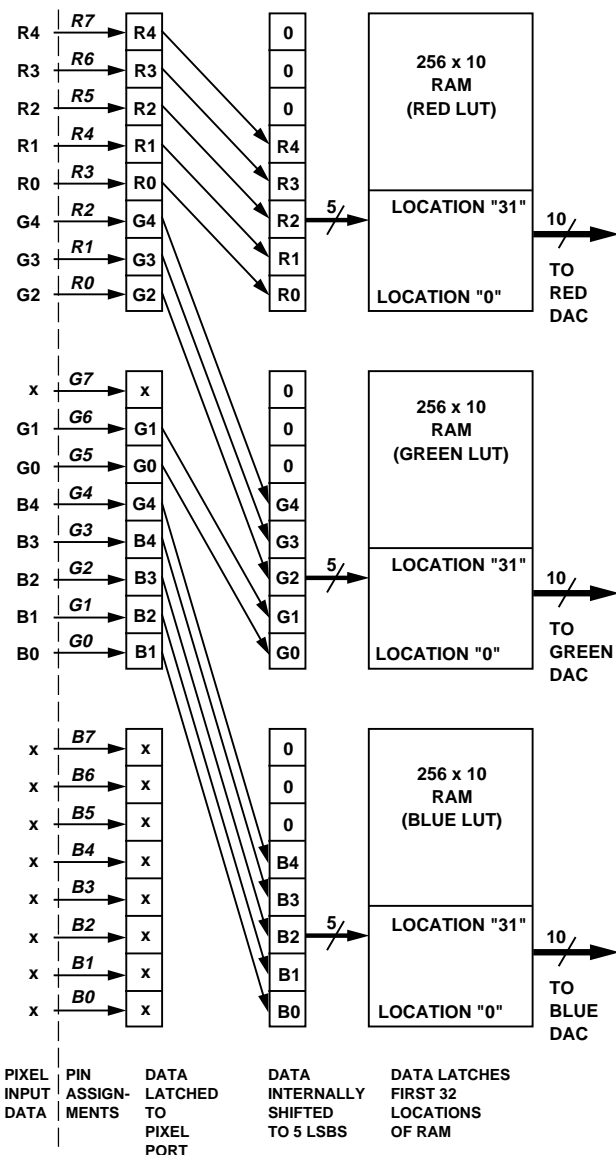 R4 R7 R4 0
R3 R6 R3 0
R2 R5 R2 0
R1 R4 R1 R4
R0 R3 R0 R3
G4 R2 G4 R2 5
G3 R1 G3 R1
G2 R0 G2 R0
256 x 10
RAM
(RED LUT)
LOCATION "31"
LOCATION "0"
10
TO
RED
DAC
x G7 x 0
G1 G6 G1 0
G0 G5 G0 0
B4 G4 G4 G4
B3 G3 B4 G3
B2 G2 B3 G2 5
B1 G1 B2 G1
B0 G0 B1 G0
256 x 10
RAM
(GREEN LUT)
LOCATION "31"
LOCATION "0"
10
TO
GREEN
DAC
x B7 x 0
x B6 x 0
x B5 x 0
x B4 x B4
x B3 x B3
x B2 x B2 5
x B1 x B1
x B0 x B0
256 x 10
RAM
(BLUE LUT)
LOCATION "31"
LOCATION "0"
10
TO
BLUE
DAC
PIXEL
INPUT
DATA
PIN
ASSIGN-
MENTS
DATA
LATCHED
TO
PIXEL
PORT
DATA
INTERNALLY
SHIFTED
TO 5 LSBS
DATA LATCHES
FIRST 32
LOCATIONS
OF RAM